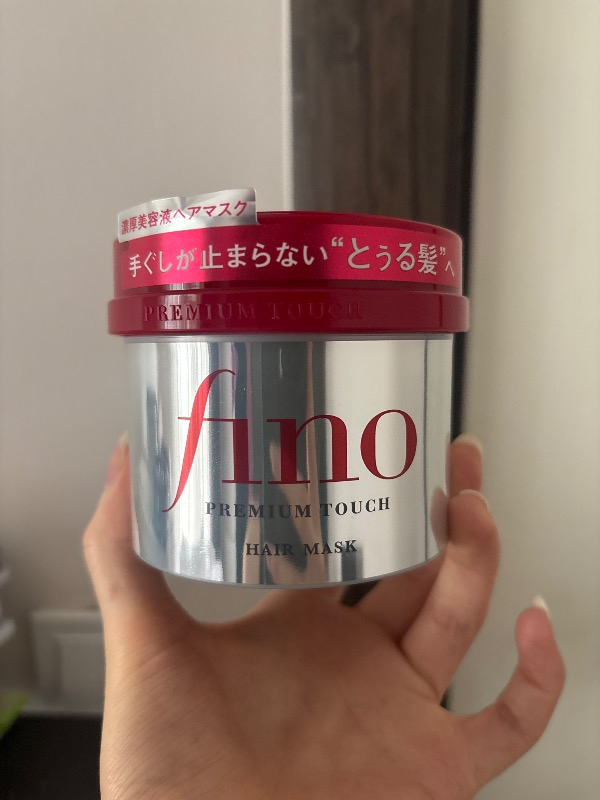 濃厚美容液ヘアマスク
手ぐしが止まらない“とぅる髪”へ
PREMIUM TOUCH
fino
PREMIUM TOUCH
HAIR MASK